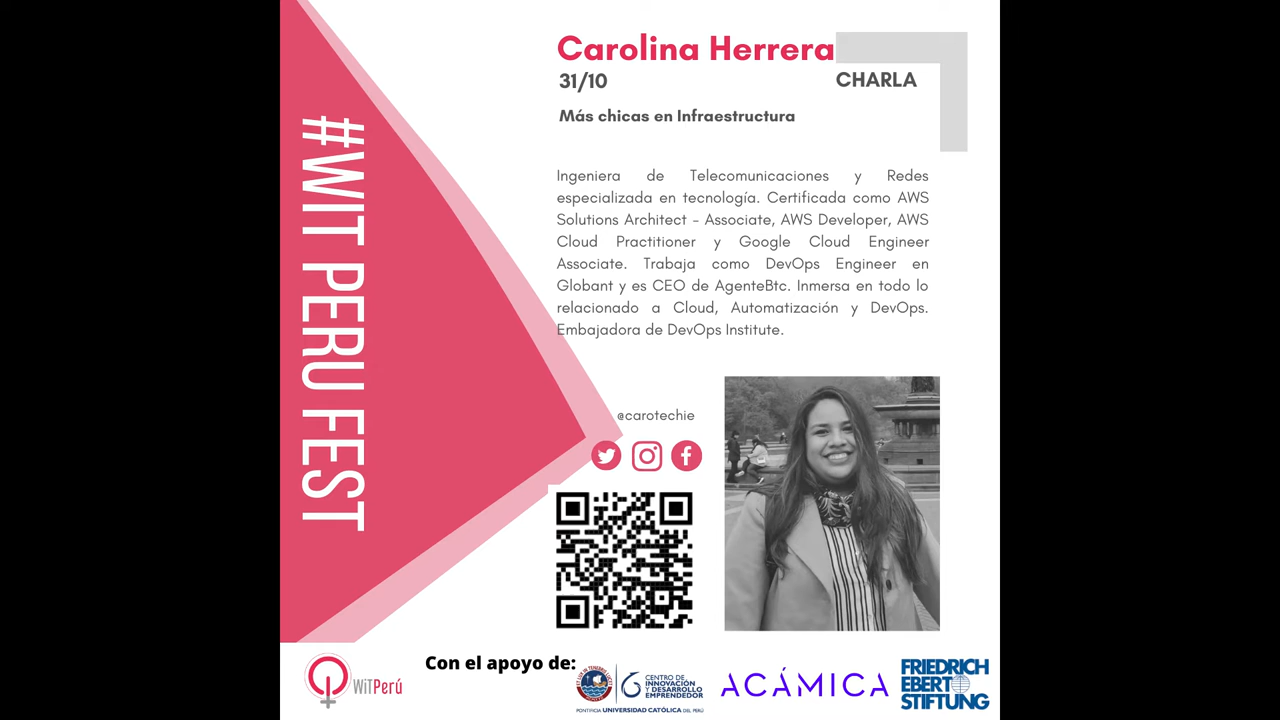 #WIT PERU FEST
Carolina Herrera
31/10
CHARLA
Más chicas en Infraestructura
Ingeniera de Telecomunicaciones y Redes
especializada en tecnología. Certificada como AWS
Solutions Architect - Associate, AWS Developer, AWS
Cloud Practitioner y Google Cloud Engineer
Associate. Trabaja como DevOps Engineer en
Globant y es CEO de AgenteBtc. Inmersa en todo lo
relacionado a Cloud, Automatización y DevOps.
Embajadora de DevOps Institute.
@carotechie
Con el apoyo de:
WiTPerú
CENTRO DE
INNOVACIÓN
Y DESARROLLO
EMPRENDEDOR
PONTIFICIA UNIVERSIDAD CATÓLICA DEL PERÚ
ACÁMICA
FRIEDRICH
EBERT
STIFTUNG